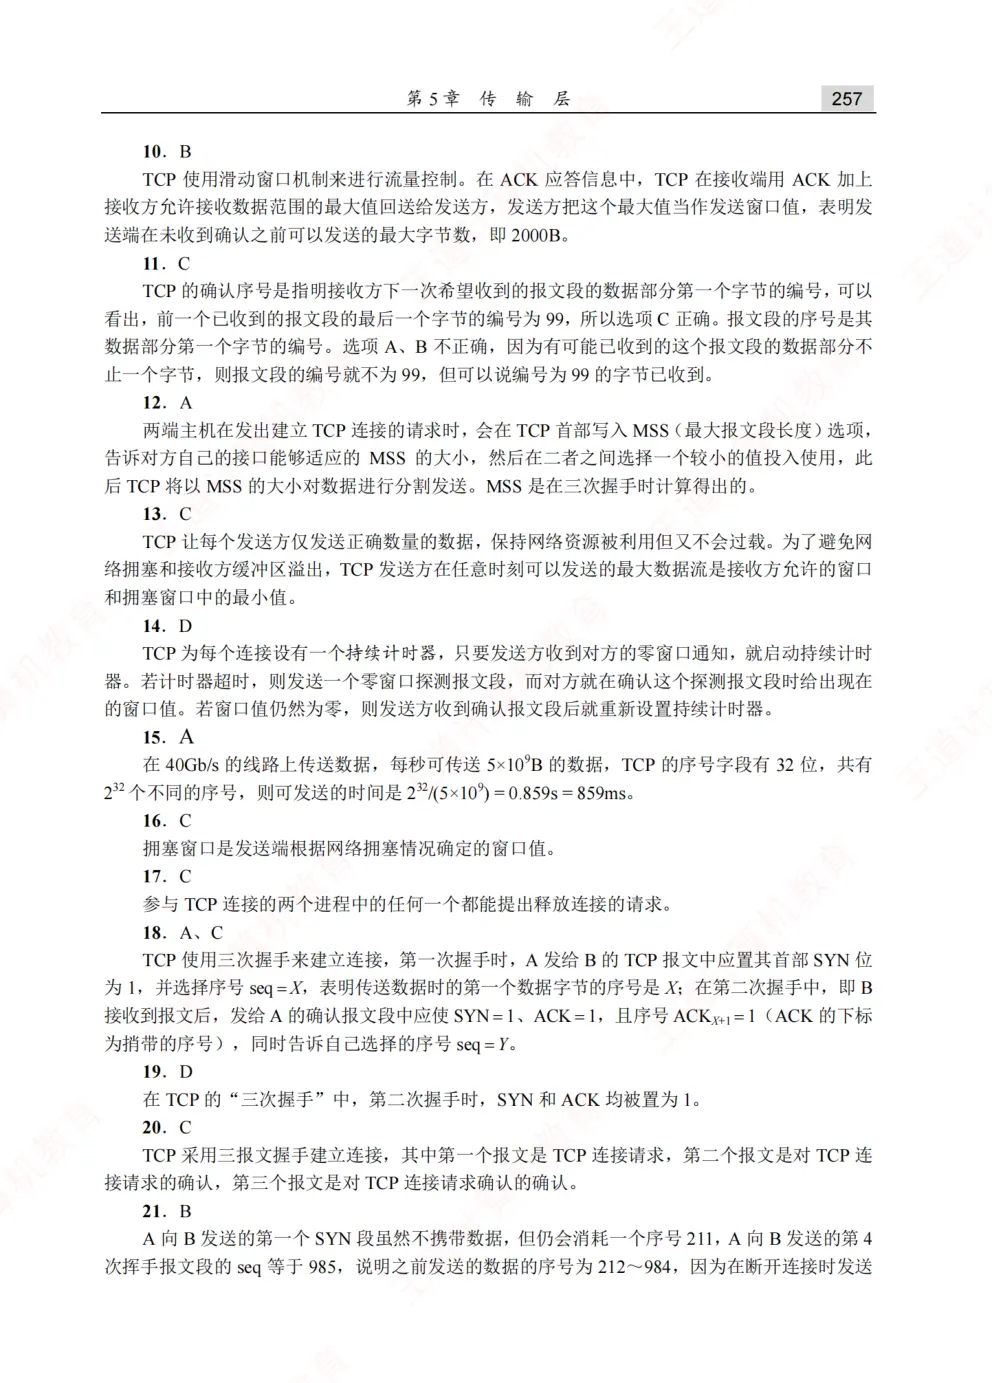 第 5 章 传 输 层 257
10. B
TCP 使用滑动窗口机制来进行流量控制。在 ACK 应答信息中，TCP 在接收端用 ACK 加上
接收方允许接收数据范围的最大值回送给发送方，发送方把这个最大值当作发送窗口值，表明发
送端在未收到确认之前可以发送的最大字节数，即 2000B。
11. C
TCP 的确认序号是指明接收方下一次希望收到的报文段的数据部分第一个字节的编号，可以
看出，前一个已收到的报文段的最后一个字节的编号为 99，所以选项 C 正确。报文段的序号是其
数据部分第一个字节的编号。选项 A、B 不正确，因为有可能已收到的这个报文段的数据部分不
止一个字节，则报文段的编号就不为 99，但可以说编号为 99 的字节已收到。
12. A
两端主机在发出建立 TCP 连接的请求时，会在 TCP 首部写入 MSS（最大报文段长度）选项，
告诉对方自己的接口能够适应的 MSS 的大小，然后在二者之间选择一个较小的值投入使用，此
后 TCP 将以 MSS 的大小对数据进行分割发送。MSS 是在三次握手时计算得出的。
13. C
TCP 让每个发送方仅发送正确数量的数据，保持网络资源被利用但又不会过载。为了避免网
络拥塞和接收方缓冲区溢出，TCP 发送方在任意时刻可以发送的最大数据流是接收方允许的窗口
和拥塞窗口中的最小值。
14. D
TCP 为每个连接设有一个持续计时器，只要发送方收到对方的零窗口通知，就启动持续计时
器。若计时器超时，则发送一个零窗口探测报文段，而对方就在确认这个探测报文段时给出现在
的窗口值。若窗口值仍然为零，则发送方收到确认报文段后就重新设置持续计时器。
15. A
在 40Gb/s 的线路上传送数据，每秒可传送 5×10⁹B 的数据，TCP 的序号字段有 32 位，共有
2³² 个不同的序号，则可发送的时间是 2³²/(5×10⁹) = 0.859s = 859ms。
16. C
拥塞窗口是发送端根据网络拥塞情况确定的窗口值。
17. C
参与 TCP 连接的两个进程中的任何一个都能提出释放连接的请求。
18. A、C
TCP 使用三次握手来建立连接，第一次握手时，A 发给 B 的 TCP 报文中应置其首部 SYN 位
为 1，并选择序号 seq = X，表明传送数据时的第一个数据字节的序号是 X；在第二次握手中，即 B
接收到报文后，发给 A 的确认报文段中应使 SYN = 1、ACK = 1，且序号 ACKX+1 = 1（ACK 的下标
为捎带的序号），同时告诉自己选择的序号 seq = Y。
19. D
在 TCP 的“三次握手”中，第二次握手时，SYN 和 ACK 均被置为 1。
20. C
TCP 采用三报文握手建立连接，其中第一个报文是 TCP 连接请求，第二个报文是对 TCP 连
接请求的确认，第三个报文是对 TCP 连接请求确认的确认。
21. B
A 向 B 发送的第一个 SYN 段虽然不携带数据，但仍会消耗一个序号 211，A 向 B 发送的第 4
次挥手报文段的 seq 等于 985，说明之前发送的数据的序号为 212～984，因为在断开连接时发送